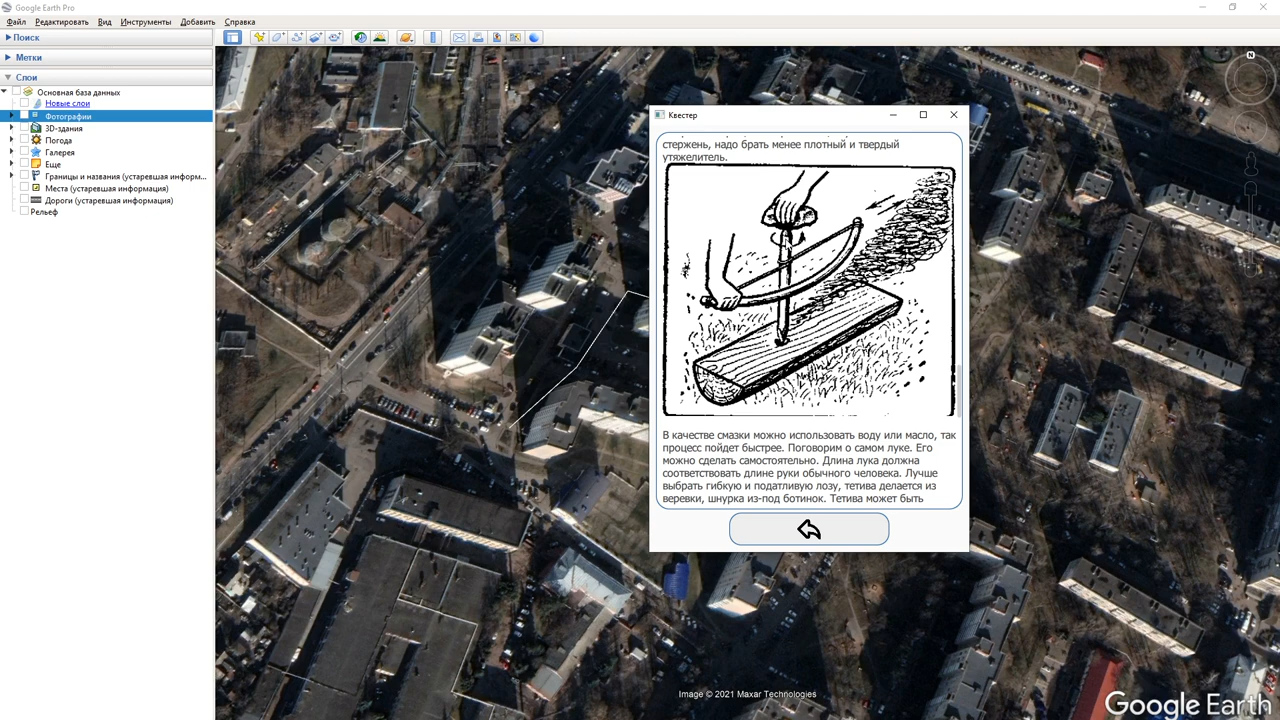 Google Earth Pro
Файл Редактировать Вид Инструменты Добавить Справка
Поиск
Метки
Слои
Основная база данных
Новые слои
Фотографии
3D-здания
Погода
Галерея
Еще
Границы и названия (устаревшая информ...
Места (устаревшая информация)
Дороги (устаревшая информация)
Рельеф
N
Квестер
стержень, надо брать менее плотный и твердый
утяжелитель.
В качестве смазки можно использовать воду или масло, так
процесс пойдет быстрее. Поговорим о самом луке. Его
можно сделать самостоятельно. Длина лука должна
соответствовать длине руки обычного человека. Лучше
выбрать гибкую и податливую лозу, тетива делается из
веревки, шнурка из-под ботинок. Тетива может быть
Image © 2021 Maxar Technologies
Google Earth